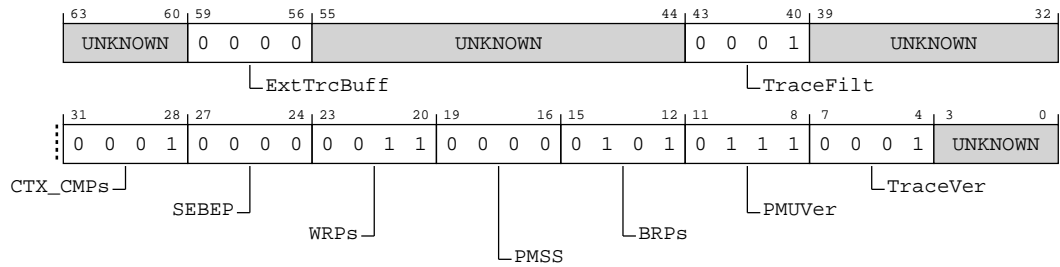 63 60 59 56 55 44 43 40 39 32
UNKNOWN 0 0 0 0 UNKNOWN 0 0 0 1 UNKNOWN
ExtTrcBuff TraceFilt
31 28 27 24 23 20 19 16 15 12 11 8 7 4 3 0
0 0 0 1 0 0 0 0 0 0 1 1 0 0 0 0 0 1 0 1 0 1 1 1 0 0 0 1 UNKNOWN
CTX_CMPs TraceVer
SEBEP PMUVer
WRPs BRPs
PMSS